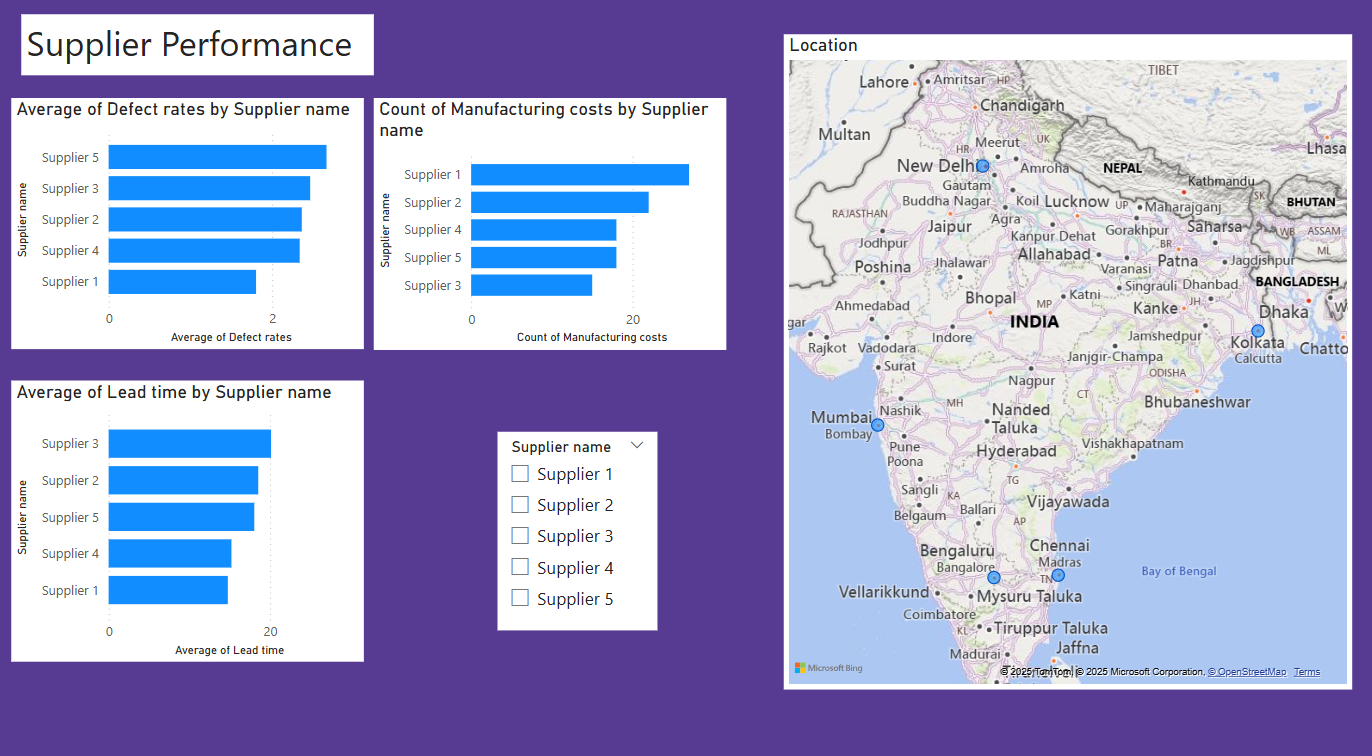 Supplier Performance
Average of Defect rates by Supplier name
Supplier name
Supplier 5
Supplier 3
Supplier 2
Supplier 4
Supplier 1
0 2
Average of Defect rates
Count of Manufacturing costs by Supplier
name
Supplier name
Supplier 1
Supplier 2
Supplier 4
Supplier 5
Supplier 3
0 20
Count of Manufacturing costs
Average of Lead time by Supplier name
Supplier name
Supplier 3
Supplier 2
Supplier 5
Supplier 4
Supplier 1
0 20
Average of Lead time
Supplier name
Supplier 1
Supplier 2
Supplier 3
Supplier 4
Supplier 5
Location
TIBET
Lahore
Amritsar
HP
Chandigarh
Multan
UK
Lhasa
HR
Meerut
New Delhi
Amroha
NEPAL
Kathmandu
Gautam
Buddha Nagar
SK
BHUTAN
Koil
Lucknow
UP
Maharajganj
RAJASTHAN
Agra
Jaipur
Gorakhpur
Saharsa
WB
ASSAM
Jodhpur
Kanpur Dehat
BR
ML
Allahabad
Patna
Jagdishpur
Poshina
Jhalawar
Varanasi
Singrauli
Dhanbad
BANGLADESH
Bhopal
MP
Katni
JH
Ahmedabad
Kanke
Dhaka
INDIA
gar
Indore
Jamshedpur
Kolkata
Calcutta
Chatto
Rajkot
Vadodara
Janjgir-Champa
Surat
ODISHA
Nagpur
CT
Bhubaneshwar
MH
Nashik
Nanded
Taluka
Mumbai
Bombay
Vishakhapatnam
Pune
Poona
Hyderabad
TG
Sangli
KA
Vijayawada
Belgaum
Ballari
AP
Bengaluru
Bangalore
Chennai
Madras
Bay of Bengal
TN
Vellarikkund
Mysuru Taluka
Coimbatore
KL
Tiruppur Taluka
Jaffna
Madurai
Microsoft Bing
© 2025 TomTom, © 2025 Microsoft Corporation, © OpenStreetMap Terms